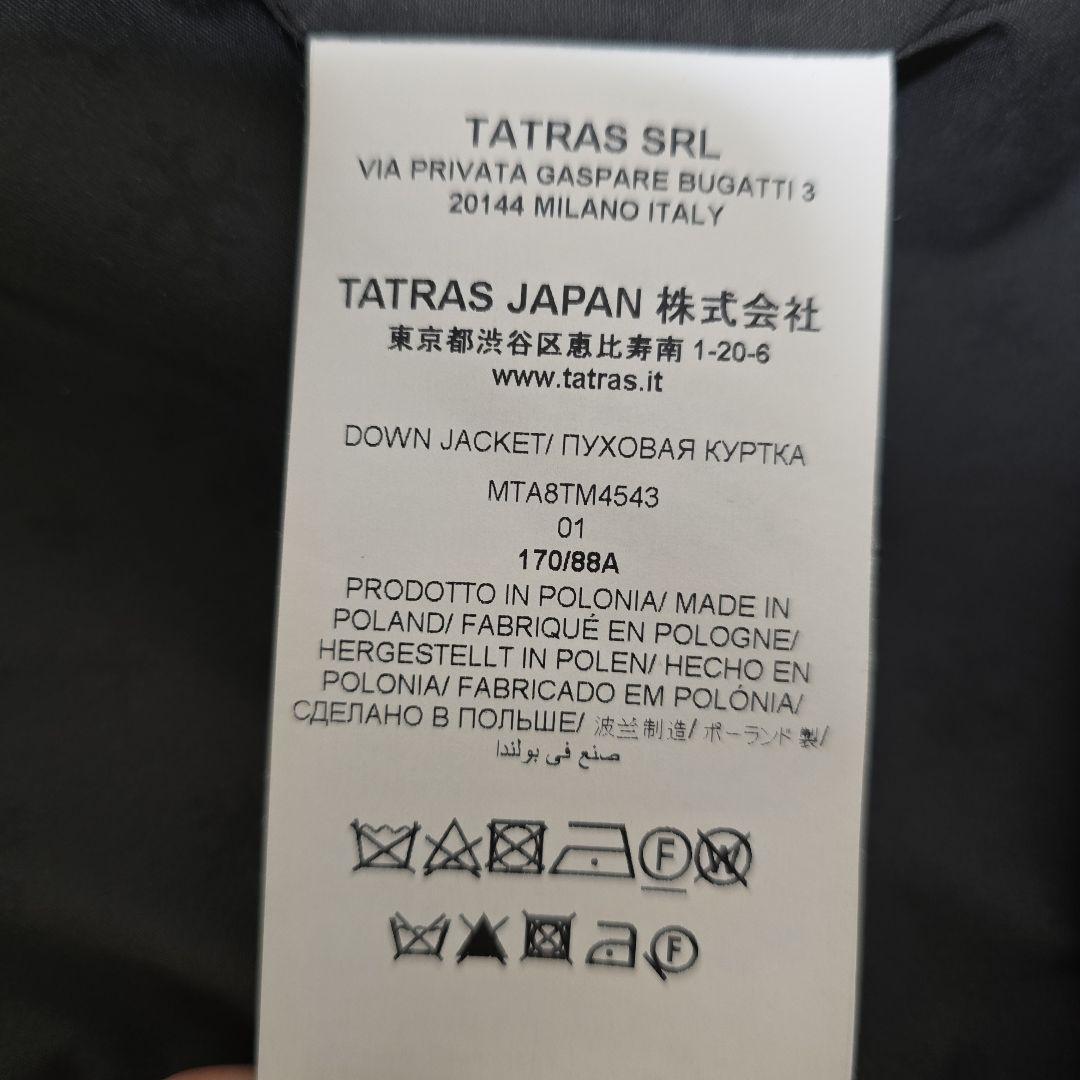 TATRAS SRL
VIA PRIVATA GASPARE BUGATTI 3
20144 MILANO ITALY
TATRAS JAPAN 株式会社
東京都渋谷区恵比寿南 1-20-6
www.tatras.it
DOWN JACKET/ ПУХОВАЯ КУРТКА
MTA8TM4543
01
170/88A
PRODOTTO IN POLONIA/ MADE IN
POLAND/ FABRIQUÉ EN POLOGNE/
HERGESTELLT IN POLEN/ HECHO EN
POLONIA/ FABRICADO EM POLÓNIA/
СДЕЛАНО В ПОЛЬШЕ/ 波兰制造/ ポーランド製/
صنع في بولندا
F W
F